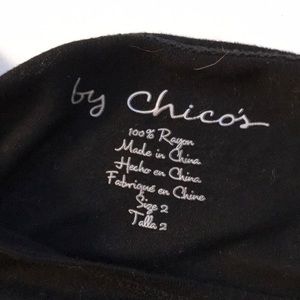 by Chico's
100% Rayon
Made in China
Hecho en China
Fabriqué en Chine
Size 2
Talla 2